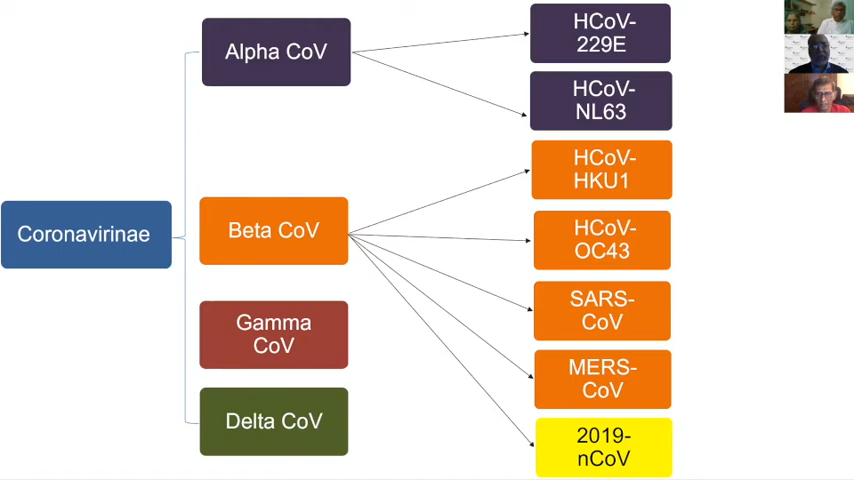 Coronavirinae
Alpha CoV
Beta CoV
Gamma
CoV
Delta CoV
HCoV-
229E
HCoV-
NL63
HCoV-
HKU1
HCoV-
OC43
SARS-
CoV
MERS-
CoV
2019-
nCoV